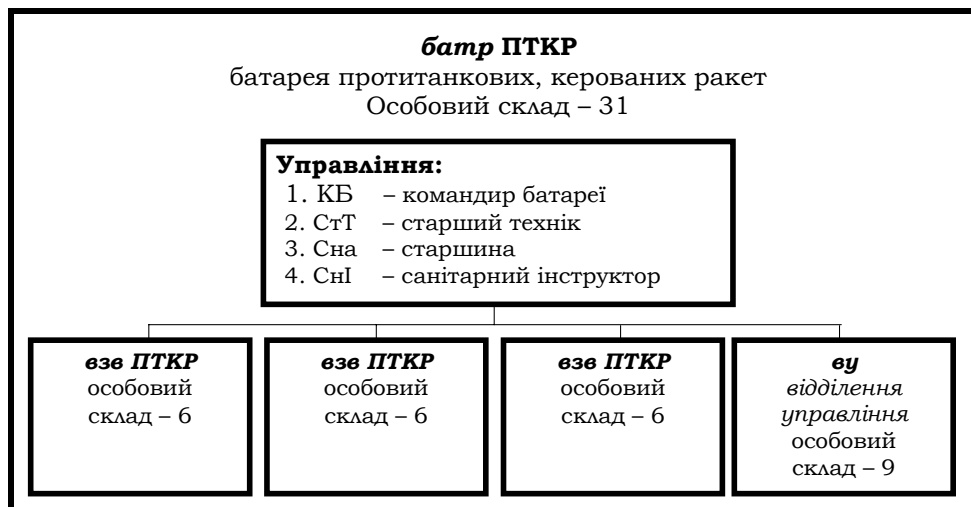 батр ПТКР
батарея протитанкових, керованих ракет
Особовий склад – 31
Управління:
1. КБ – командир батареї
2. СтТ – старший технік
3. Сна – старшина
4. СнІ – санітарний інструктор
взв ПТКР
особовий
склад – 6
взв ПТКР
особовий
склад – 6
взв ПТКР
особовий
склад – 6
ву
відділення
управління
особовий
склад – 9